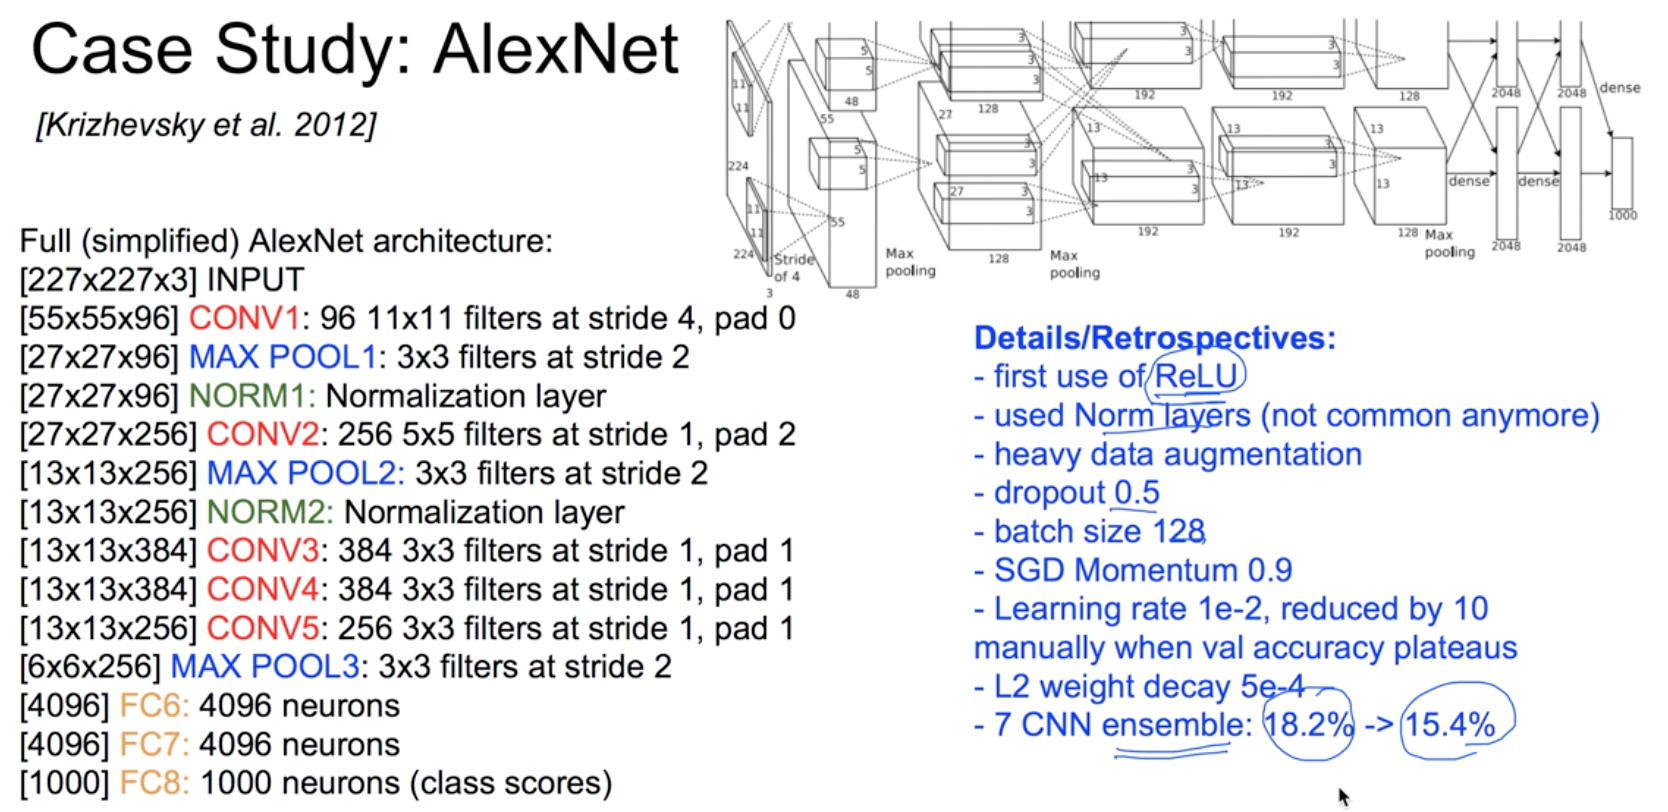 Case Study: AlexNet
[Krizhevsky et al. 2012]
Full (simplified) AlexNet architecture:
[227x227x3] INPUT
[55x55x96] CONV1: 96 11x11 filters at stride 4, pad 0
[27x27x96] MAX POOL1: 3x3 filters at stride 2
[27x27x96] NORM1: Normalization layer
[27x27x256] CONV2: 256 5x5 filters at stride 1, pad 2
[13x13x256] MAX POOL2: 3x3 filters at stride 2
[13x13x256] NORM2: Normalization layer
[13x13x384] CONV3: 384 3x3 filters at stride 1, pad 1
[13x13x384] CONV4: 384 3x3 filters at stride 1, pad 1
[13x13x256] CONV5: 256 3x3 filters at stride 1, pad 1
[6x6x256] MAX POOL3: 3x3 filters at stride 2
[4096] FC6: 4096 neurons
[4096] FC7: 4096 neurons
[1000] FC8: 1000 neurons (class scores)
11
11
224
11
11
224
Stride
of 4
3
5
5
48
55
5
5
55
48
Max
pooling
3
3
3
128
27
3
3
27
3
3
128
Max
pooling
3
3
192
13
3
13
3
192
3
3
192
13
3
3
13
192
128
13
13
128
Max
pooling
2048
2048
dense
dense
dense
2048
2048
1000
Details/Retrospectives:
- first use of ReLU
- used Norm layers (not common anymore)
- heavy data augmentation
- dropout 0.5
- batch size 128
- SGD Momentum 0.9
- Learning rate 1e-2, reduced by 10
manually when val accuracy plateaus
- L2 weight decay 5e-4
- 7 CNN ensemble: 18.2% -> 15.4%